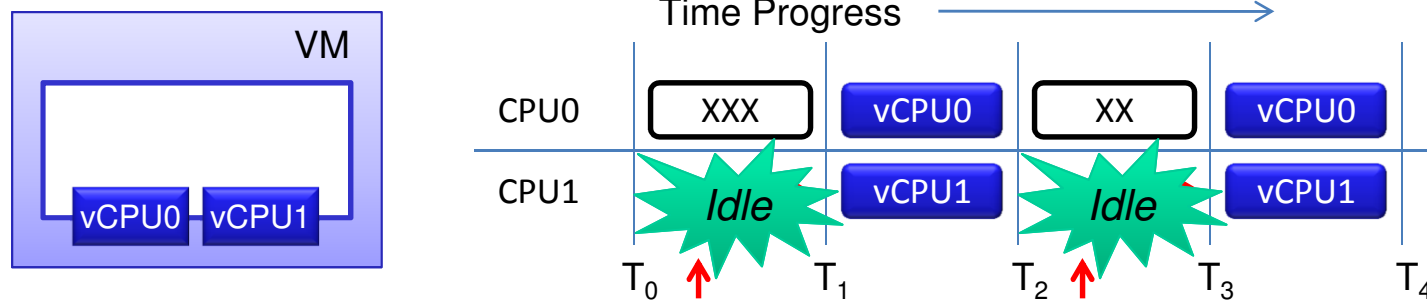 Time Progress
VM
CPU0 XXX vCPU0 XX vCPU0
CPU1 Idle vCPU1 Idle vCPU1
vCPU0 vCPU1
T0 T1 T2 T3 T4